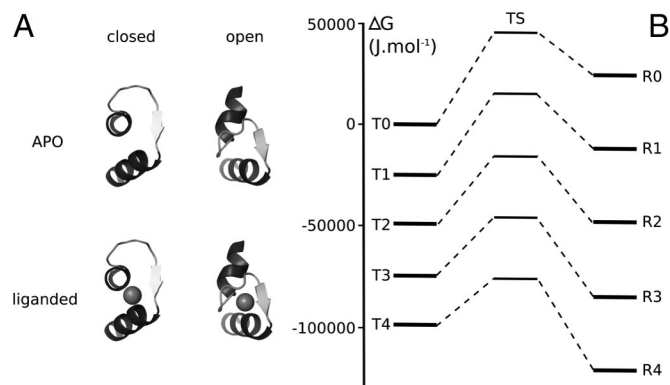 A
closed
open
APO
liganded
B
ΔG
(J.mol⁻¹)
TS
50000
0
-50000
-100000
T0
T1
T2
T3
T4
R0
R1
R2
R3
R4